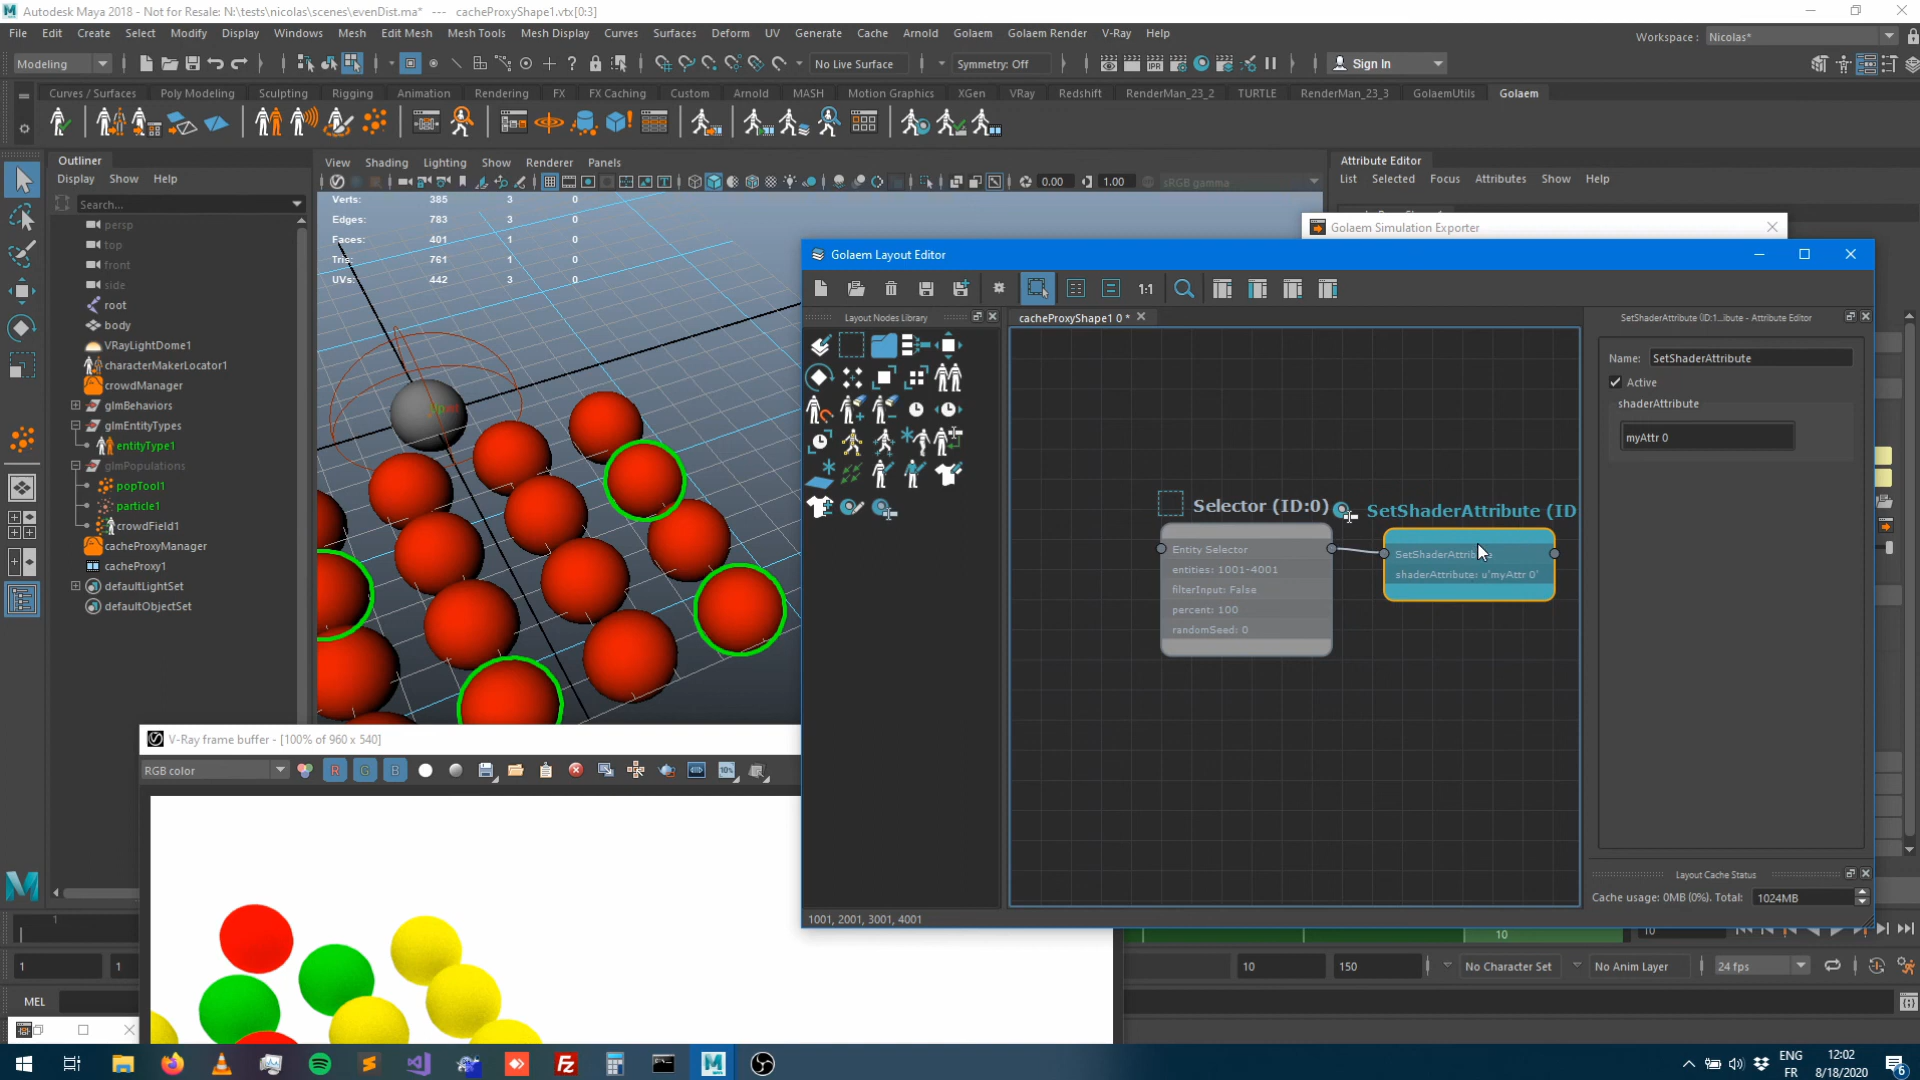 Autodesk Maya 2018 - Not for Resale: N:\tests\nicolas\scenes\evenDist.ma* --- cacheProxyShape1.vtx[0:3]
File Edit Create Select Modify Display Windows Mesh Edit Mesh Mesh Tools Mesh Display Curves Surfaces Deform UV Generate Cache Arnold Golaem Golaem Render V-Ray Help
Workspace : Nicolas*
Modeling No Live Surface Symmetry: Off Sign In
Curves / Surfaces Poly Modeling Sculpting Rigging Animation Rendering FX FX Caching Custom Arnold MASH Motion Graphics XGen VRay Redshift RenderMan_23_2 TURTLE RenderMan_23_3 GolaemUtils Golaem
Outliner
Display Show Help
Search...
persp
top
front
side
root
body
VRayLightDome1
characterMakerLocator1
crowdManager
glmBehaviors
glmEntityTypes
entityType1
glmPopulations
popTool1
particle1
crowdField1
cacheProxyManager
cacheProxy1
defaultLightSet
defaultObjectSet
View Shading Lighting Show Renderer Panels
0.00 1.00 sRGB gamma
Verts: 385 3 0
Edges: 783 3 0
Faces: 401 1 0
Tris: 761 1 0
UVs: 442 3 0
Attribute Editor
List Selected Focus Attributes Show Help
Golaem Simulation Exporter
Golaem Layout Editor
1:1
Layout Nodes Library
cacheProxyShape1 0 *
Selector (ID:0)
Entity Selector
entities: 1001-4001
filterInput: False
percent: 100
randomSeed: 0
SetShaderAttribute (ID
SetShaderAttribute
shaderAttribute: u'myAttr 0'
SetShaderAttribute (ID:1...ibute - Attribute Editor
Name: SetShaderAttribute
Active
shaderAttribute
myAttr 0
Layout Cache Status
Cache usage: 0MB (0%). Total: 1024MB
1001, 2001, 3001, 4001
V-Ray frame buffer - [100% of 960 x 540]
RGB color R G B
1
10
10
1 1
10 150 No Character Set No Anim Layer 24 fps
MEL
ENG
FR
12:02
8/18/2020
6